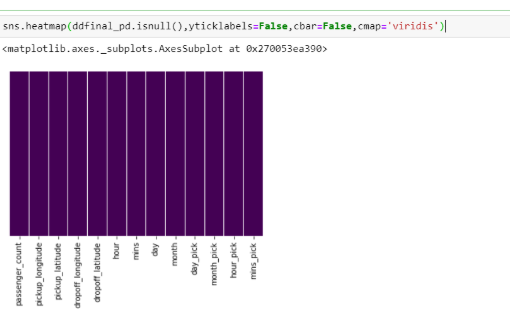 sns.heatmap(ddfinal_pd.isnull(),yticklabels=False,cbar=False,cmap='viridis')
<matplotlib.axes._subplots.AxesSubplot at 0x270053ea390>
passenger_count
pickup_longitude
pickup_latitude
dropoff_longitude
dropoff_latitude
hour
mins
day
month
day_pick
month_pick
hour_pick
mins_pick